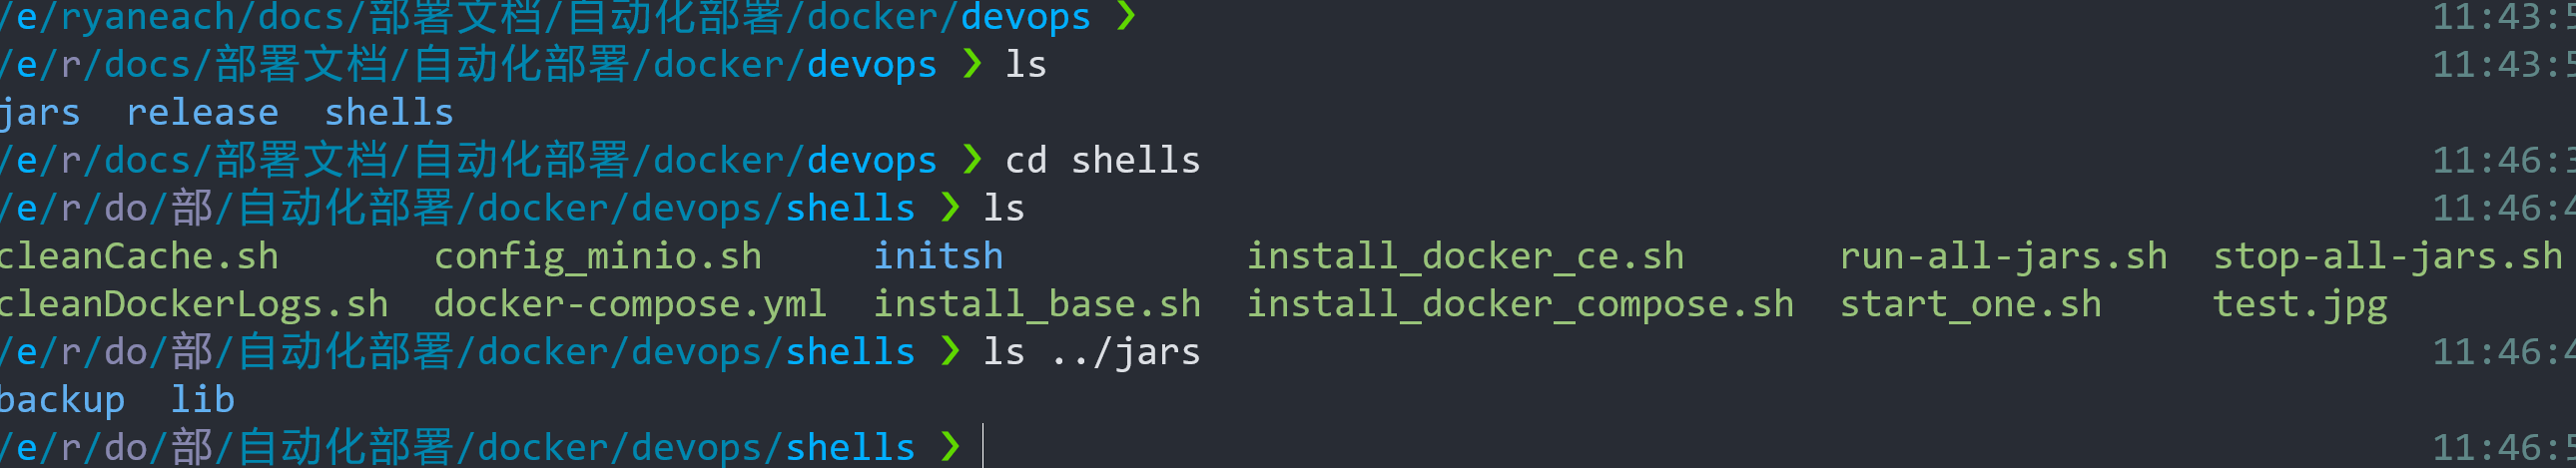 /e/ryaneach/docs/部署文档/自动化部署/docker/devops ❯ 11:43:5
/e/r/docs/部署文档/自动化部署/docker/devops ❯ ls 11:43:5
jars release shells
/e/r/docs/部署文档/自动化部署/docker/devops ❯ cd shells 11:46:3
/e/r/do/部/自动化部署/docker/devops/shells ❯ ls 11:46:4
cleanCache.sh config_minio.sh initsh install_docker_ce.sh run-all-jars.sh stop-all-jars.sh
cleanDockerLogs.sh docker-compose.yml install_base.sh install_docker_compose.sh start_one.sh test.jpg
/e/r/do/部/自动化部署/docker/devops/shells ❯ ls ../jars 11:46:4
backup lib
/e/r/do/部/自动化部署/docker/devops/shells ❯ 11:46:5